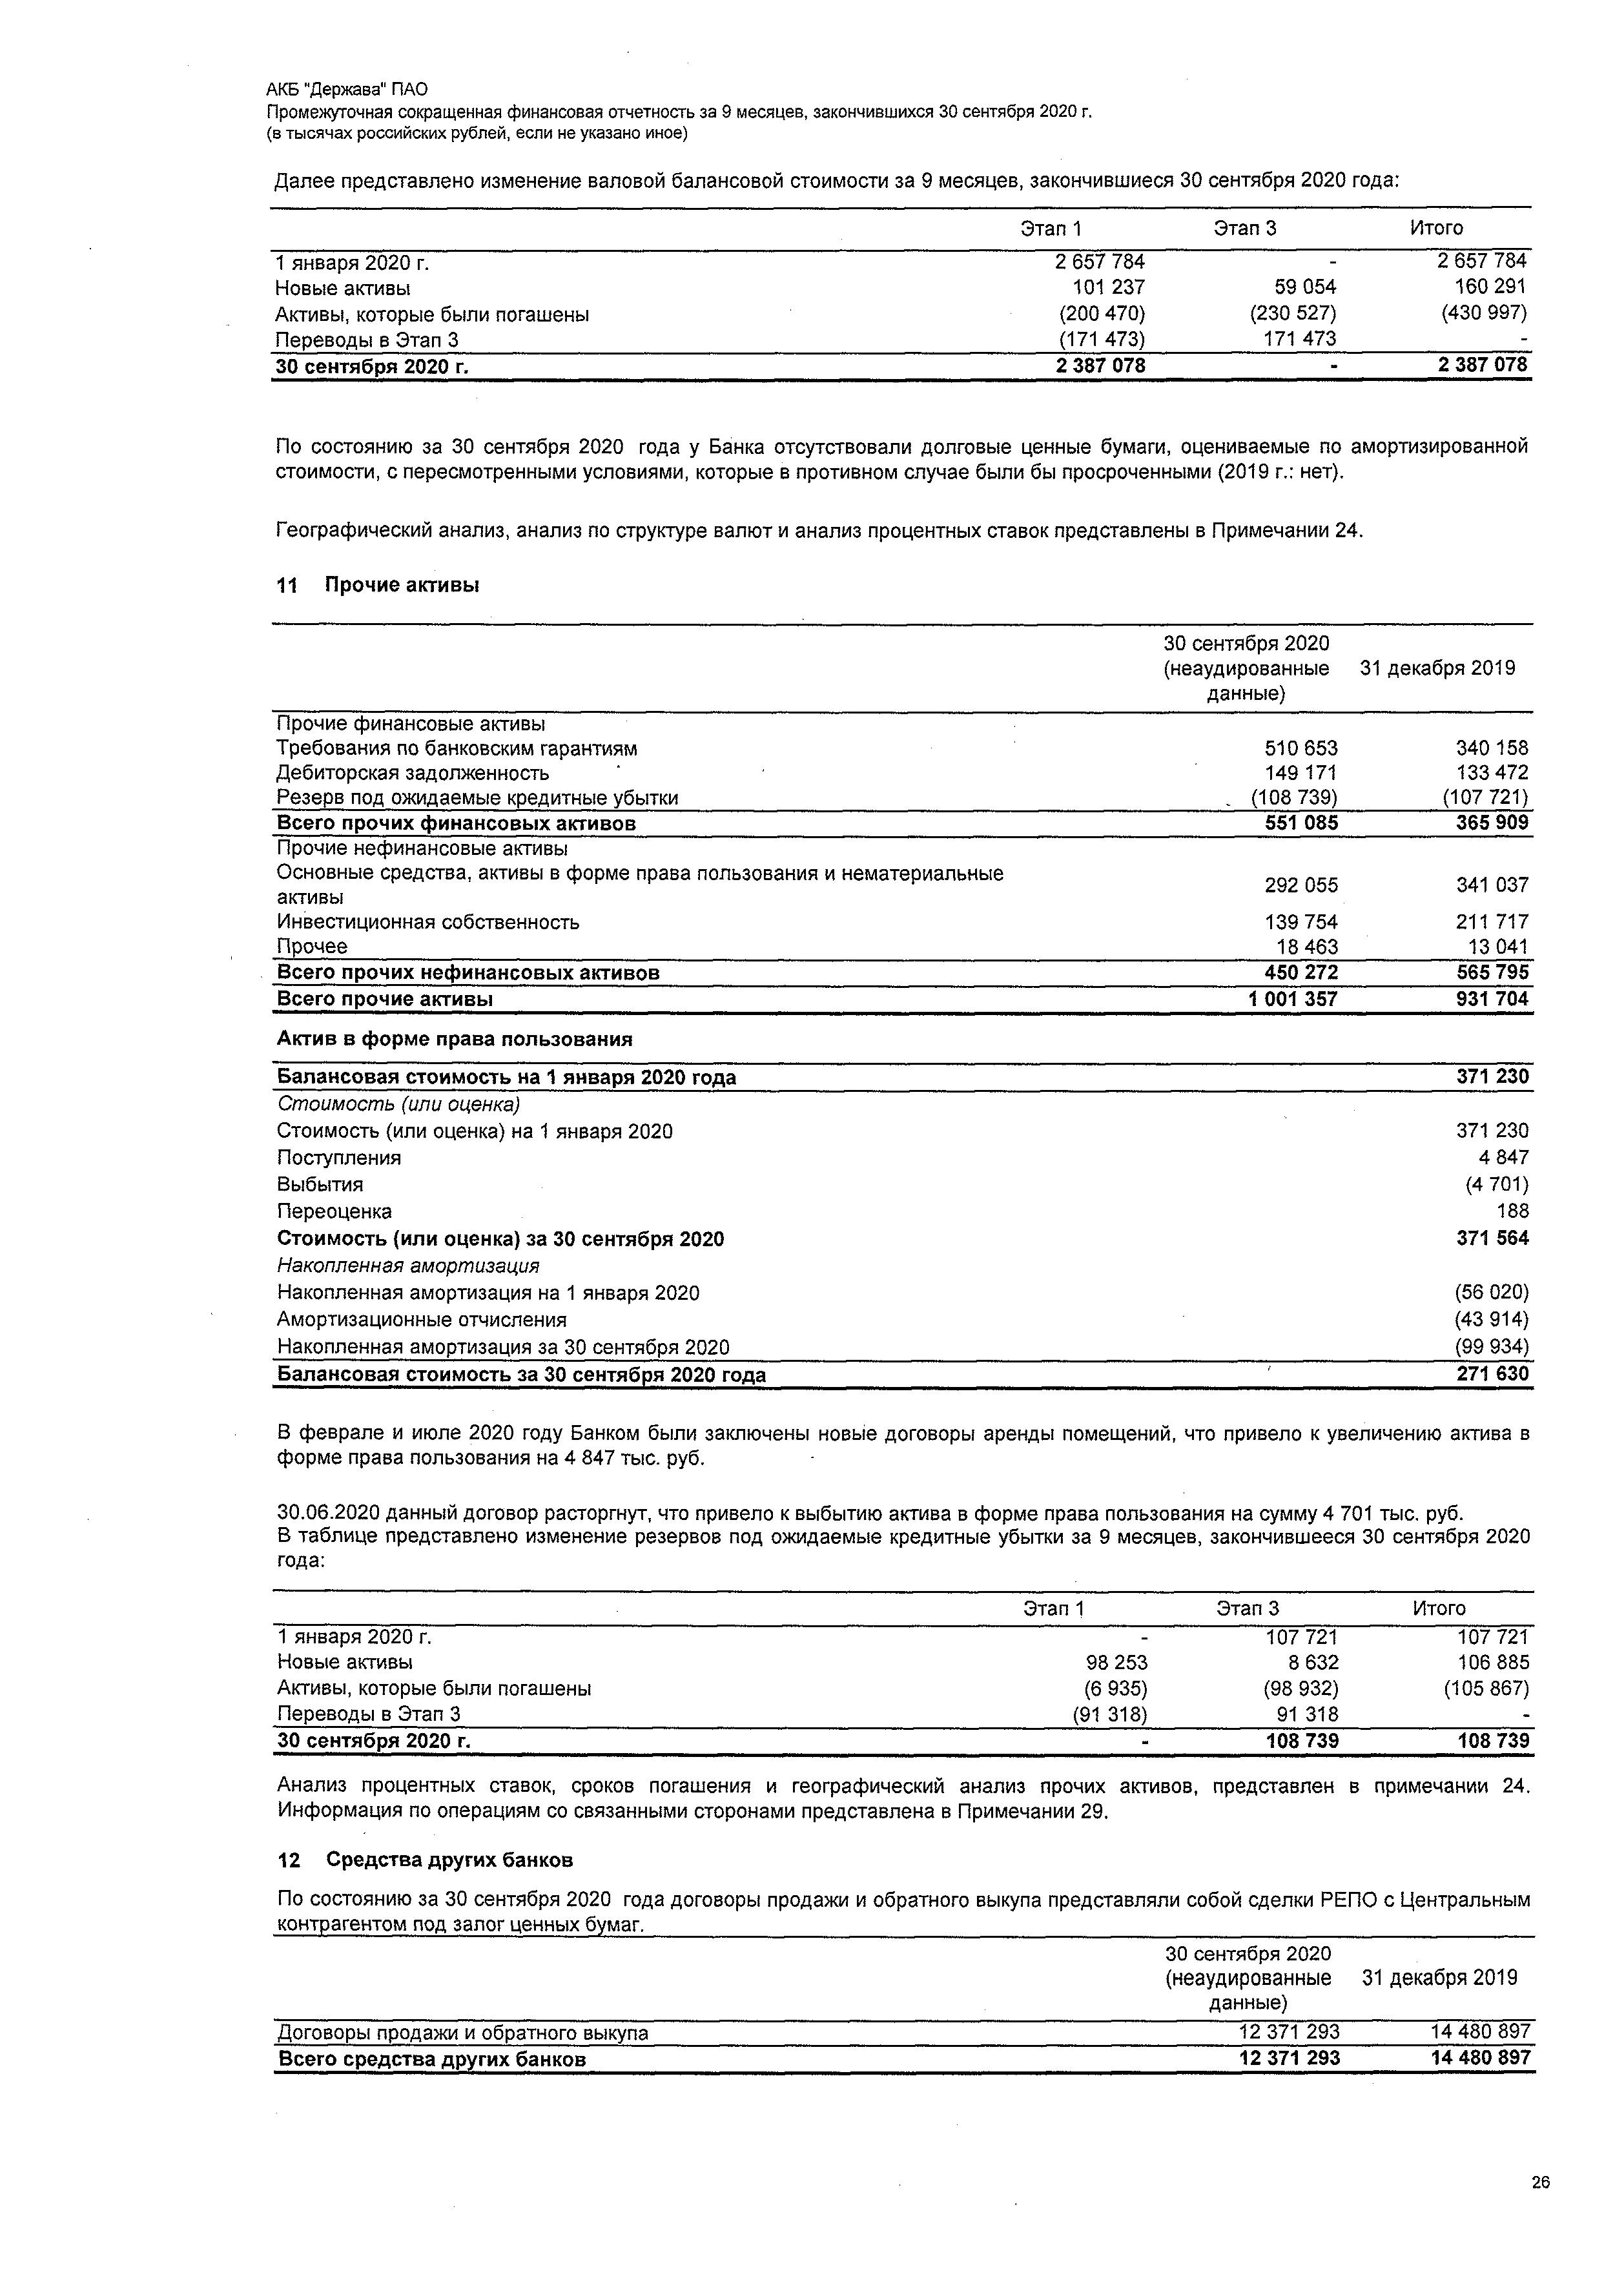 АКБ "Держава" ПАО
Промежуточная сокращенная финансовая отчетность за 9 месяцев, закончившихся 30 сентября 2020 г.
(в тысячах российских рублей, если не указано иное)
Далее представлено изменение валовой балансовой стоимости за 9 месяцев, закончившиеся 30 сентября 2020 года:
Этап 1 Этап 3 Итого
1 января 2020 г. 2 657 784 - 2 657 784
Новые активы 101 237 59 054 160 291
Активы, которые были погашены (200 470) (230 527) (430 997)
Переводы в Этап 3 (171 473) 171 473 -
30 сентября 2020 г. 2 387 078 - 2 387 078
По состоянию за 30 сентября 2020 года у Банка отсутствовали долговые ценные бумаги, оцениваемые по амортизированной
стоимости, с пересмотренными условиями, которые в противном случае были бы просроченными (2019 г.: нет).
Географический анализ, анализ по структуре валют и анализ процентных ставок представлены в Примечании 24.
11 Прочие активы
30 сентября 2020
(неаудированные 31 декабря 2019
данные)
Прочие финансовые активы
Требования по банковским гарантиям 510 653 340 158
Дебиторская задолженность 149 171 133 472
Резерв под ожидаемые кредитные убытки (108 739) (107 721)
Всего прочих финансовых активов 551 085 365 909
Прочие нефинансовые активы
Основные средства, активы в форме права пользования и нематериальные
активы 292 055 341 037
Инвестиционная собственность 139 754 211 717
Прочее 18 463 13 041
Всего прочих нефинансовых активов 450 272 565 795
Всего прочие активы 1 001 357 931 704
Актив в форме права пользования
Балансовая стоимость на 1 января 2020 года 371 230
Стоимость (или оценка)
Стоимость (или оценка) на 1 января 2020 371 230
Поступления 4 847
Выбытия (4 701)
Переоценка 188
Стоимость (или оценка) за 30 сентября 2020 371 564
Накопленная амортизация
Накопленная амортизация на 1 января 2020 (56 020)
Амортизационные отчисления (43 914)
Накопленная амортизация за 30 сентября 2020 (99 934)
Балансовая стоимость за 30 сентября 2020 года 271 630
В феврале и июле 2020 году Банком были заключены новые договоры аренды помещений, что привело к увеличению актива в
форме права пользования на 4 847 тыс. руб.
30.06.2020 данный договор расторгнут, что привело к выбытию актива в форме права пользования на сумму 4 701 тыс. руб.
В таблице представлено изменение резервов под ожидаемые кредитные убытки за 9 месяцев, закончившееся 30 сентября 2020
года:
Этап 1 Этап 3 Итого
1 января 2020 г. - 107 721 107 721
Новые активы 98 253 8 632 106 885
Активы, которые были погашены (6 935) (98 932) (105 867)
Переводы в Этап 3 (91 318) 91 318 -
30 сентября 2020 г. - 108 739 108 739
Анализ процентных ставок, сроков погашения и географический анализ прочих активов, представлен в примечании 24.
Информация по операциям со связанными сторонами представлена в Примечании 29.
12 Средства других банков
По состоянию за 30 сентября 2020 года договоры продажи и обратного выкупа представляли собой сделки РЕПО с Центральным
контрагентом под залог ценных бумаг.
30 сентября 2020
(неаудированные 31 декабря 2019
данные)
Договоры продажи и обратного выкупа 12 371 293 14 480 897
Всего средства других банков 12 371 293 14 480 897
26